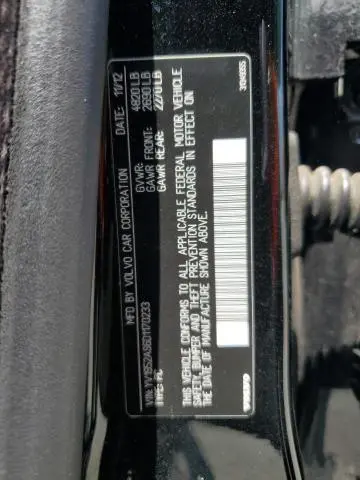 MFD BY VOLVO CAR CORPORATION DATE: 10/12
GVWR: 4820 LB
GAWR FRONT: 2690 LB
GAWR REAR: 2270 LB
VIN: YV1952AS6D1170233
TYPE: PC
THIS VEHICLE CONFORMS TO ALL APPLICABLE FEDERAL MOTOR VEHICLE
SAFETY, BUMPER AND THEFT PREVENTION STANDARDS IN EFFECT ON
THE DATE OF MANUFACTURE SHOWN ABOVE.
VOLVO